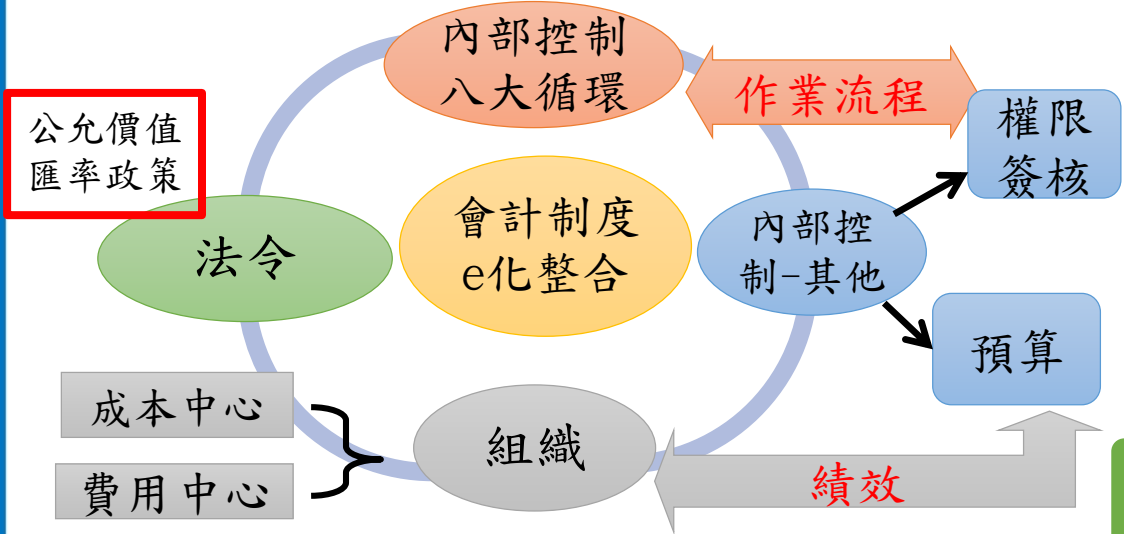 內部控制
八大循環
作業流程
公允價值
匯率政策
權限
簽核
法令
會計制度
e化整合
內部控
制-其他
預算
成本中心
費用中心
組織
績效